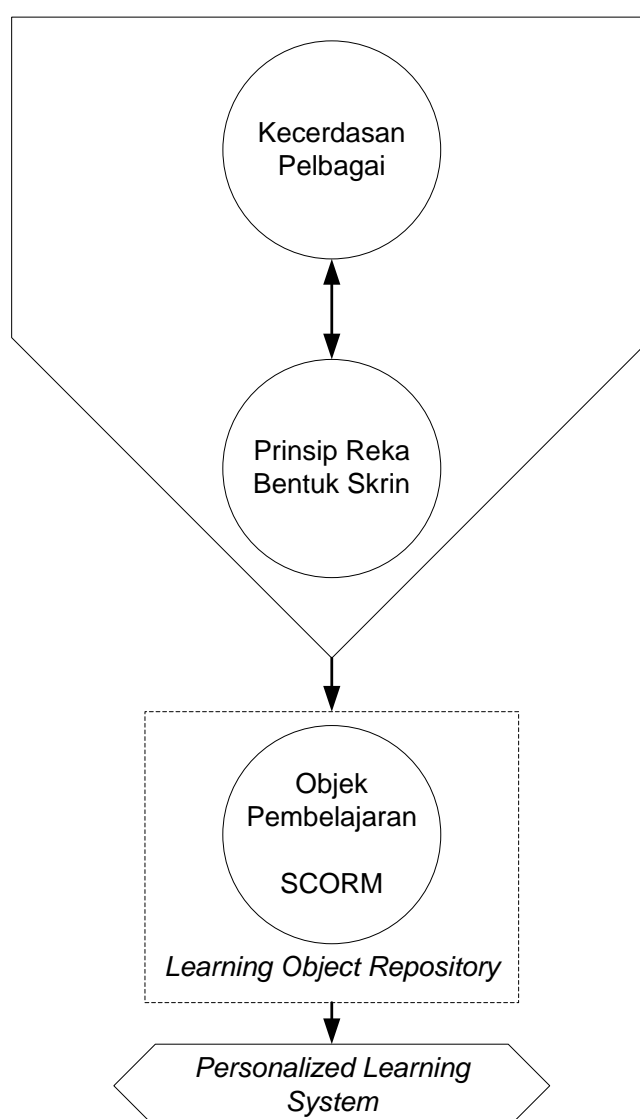 Kecerdasan
Pelbagai
Prinsip Reka
Bentuk Skrin
Objek
Pembelajaran
SCORM
Learning Object Repository
Personalized Learning
System